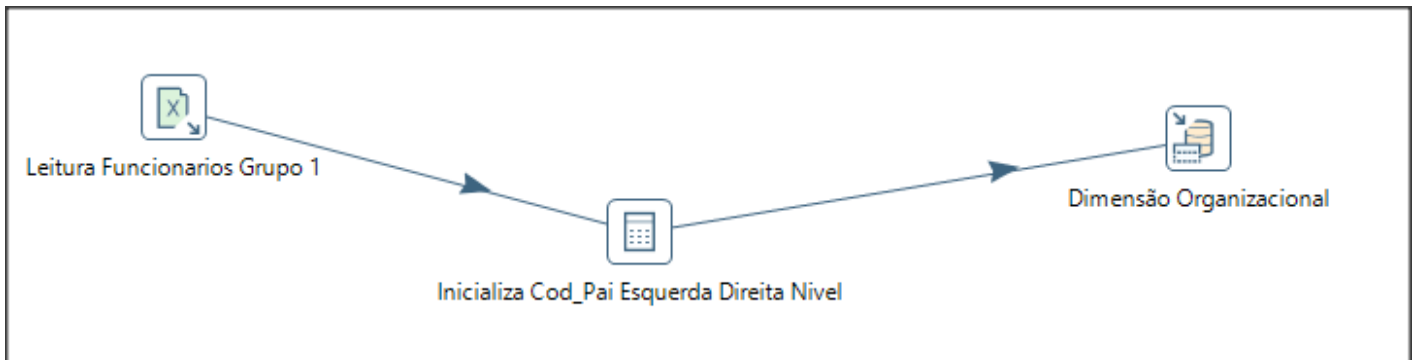 Leitura Funcionarios Grupo 1
Dimensão Organizacional
Inicializa Cod_Pai Esquerda Direita Nivel